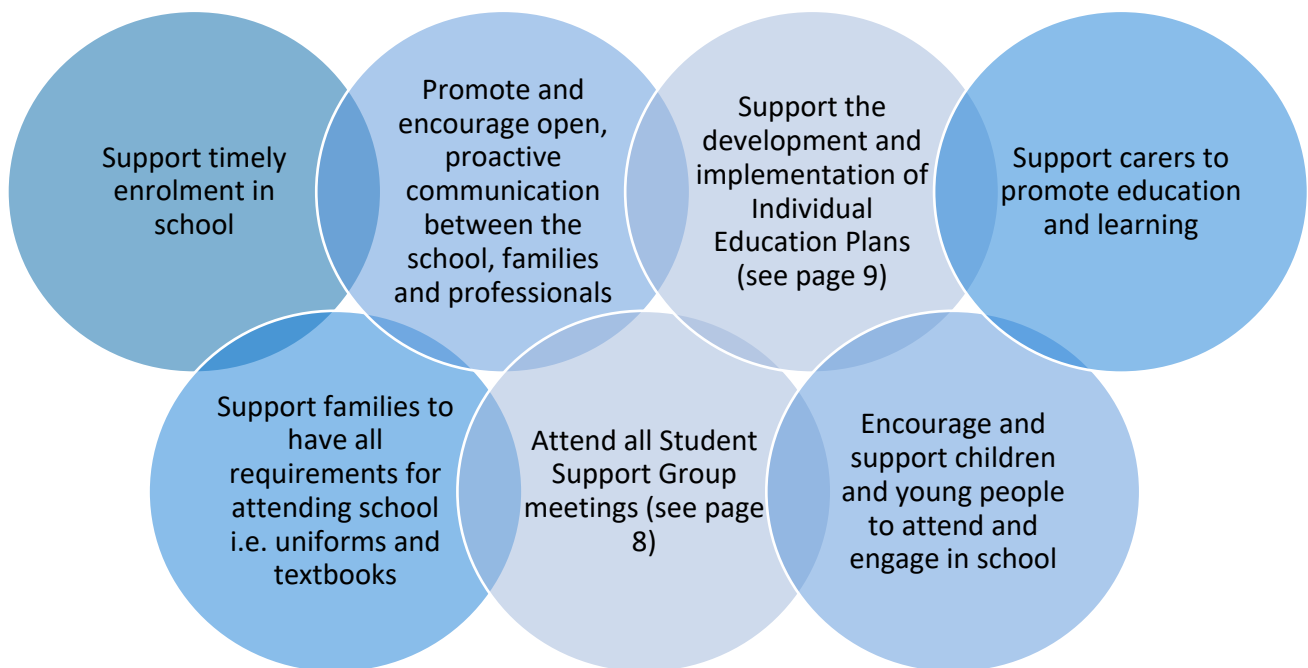 Support timely
enrolment in
school
Promote and
encourage open,
proactive
communication
between the
school, families
and professionals
Support the
development and
implementation of
Individual
Education Plans
(see page 9)
Support carers to
promote education
and learning
Support families to
have all
requirements for
attending school
i.e. uniforms and
textbooks
Attend all Student
Support Group
meetings (see page
8)
Encourage and
support children
and young people
to attend and
engage in school